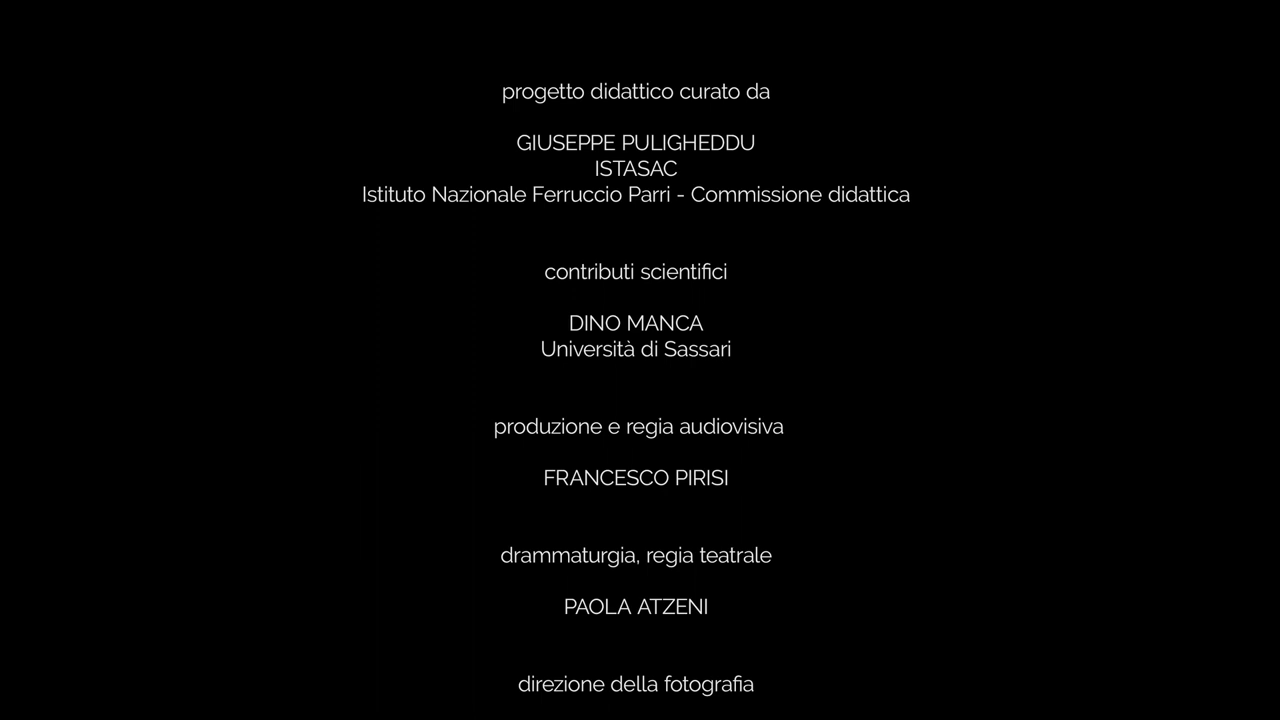 progetto didattico curato da
GIUSEPPE PULIGHEDDU
ISTASAC
Istituto Nazionale Ferruccio Parri - Commissione didattica
contributi scientifici
DINO MANCA
Università di Sassari
produzione e regia audiovisiva
FRANCESCO PIRISI
drammaturgia, regia teatrale
PAOLA ATZENI
direzione della fotografia